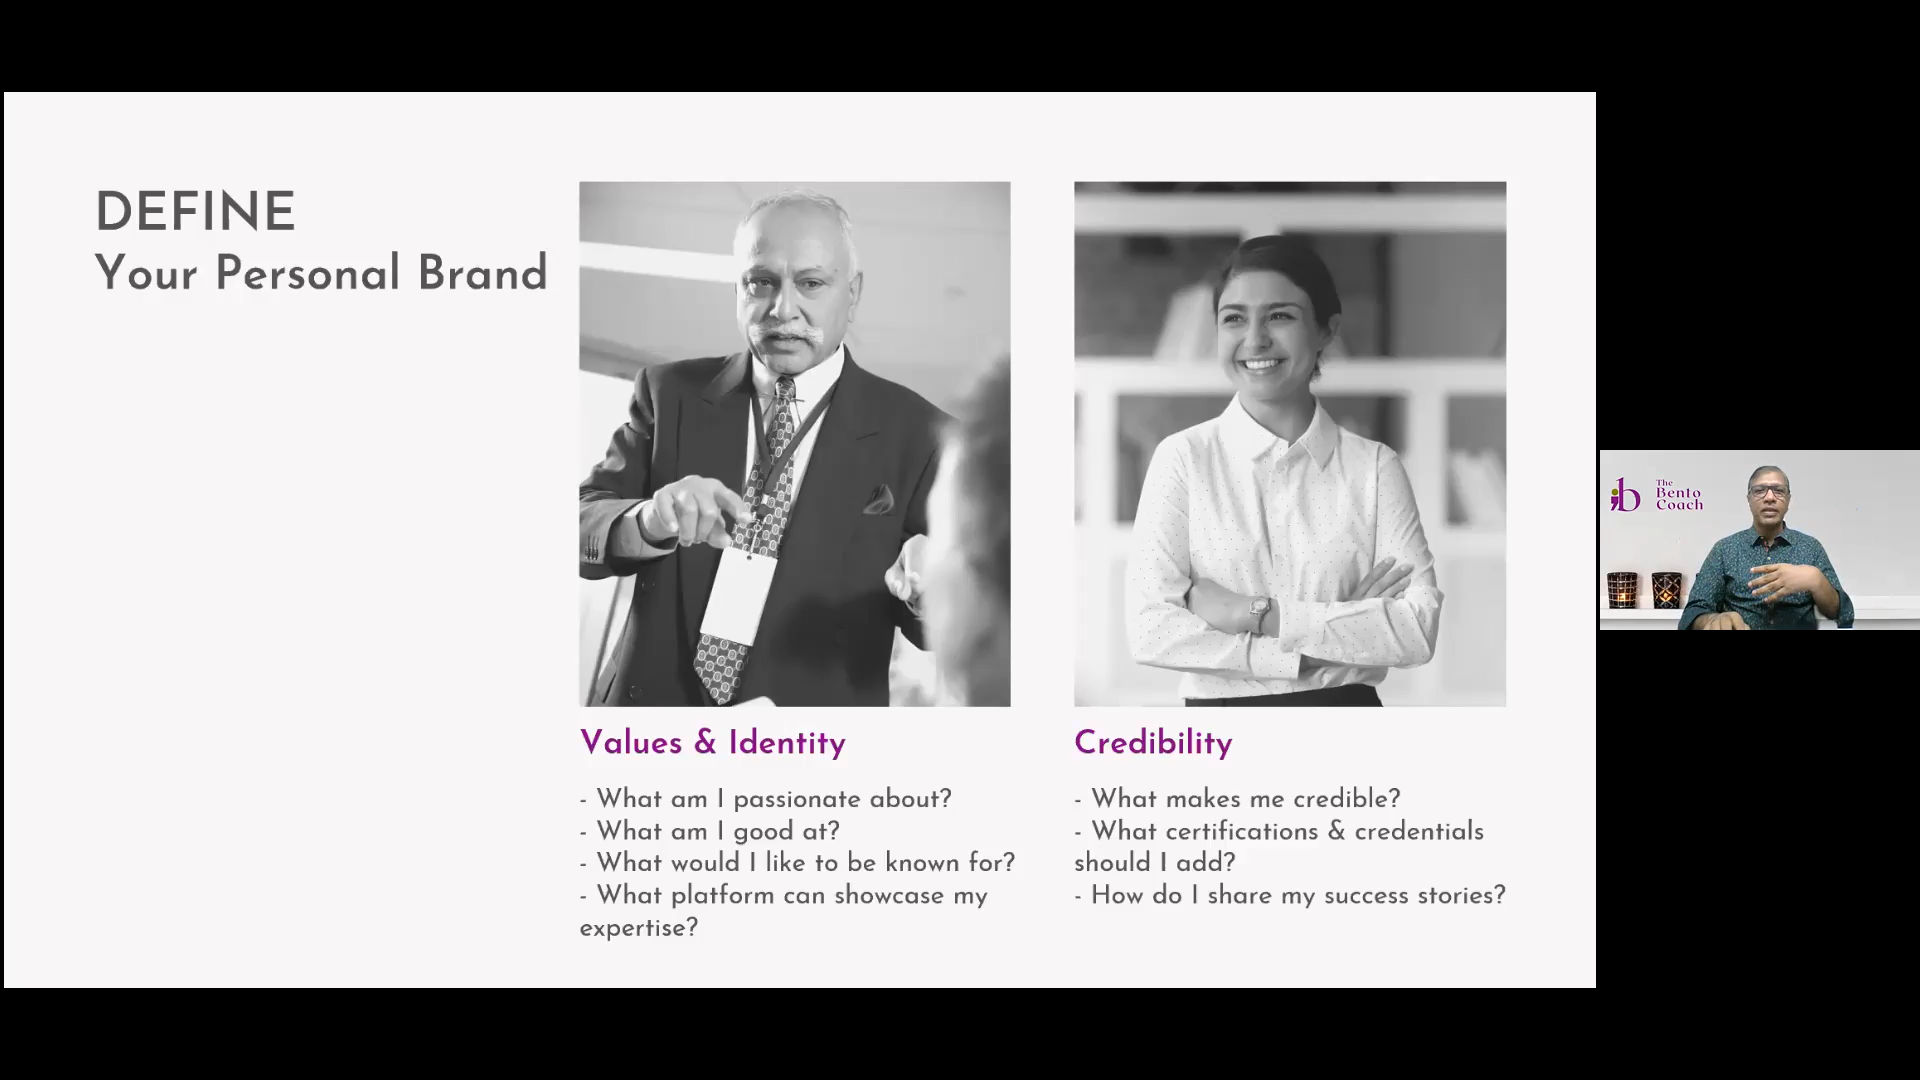 DEFINE
Your Personal Brand
Values & Identity
- What am I passionate about?
- What am I good at?
- What would I like to be known for?
- What platform can showcase my
expertise?
Credibility
- What makes me credible?
- What certifications & credentials
should I add?
- How do I share my success stories?
b
The
Bento
Coach